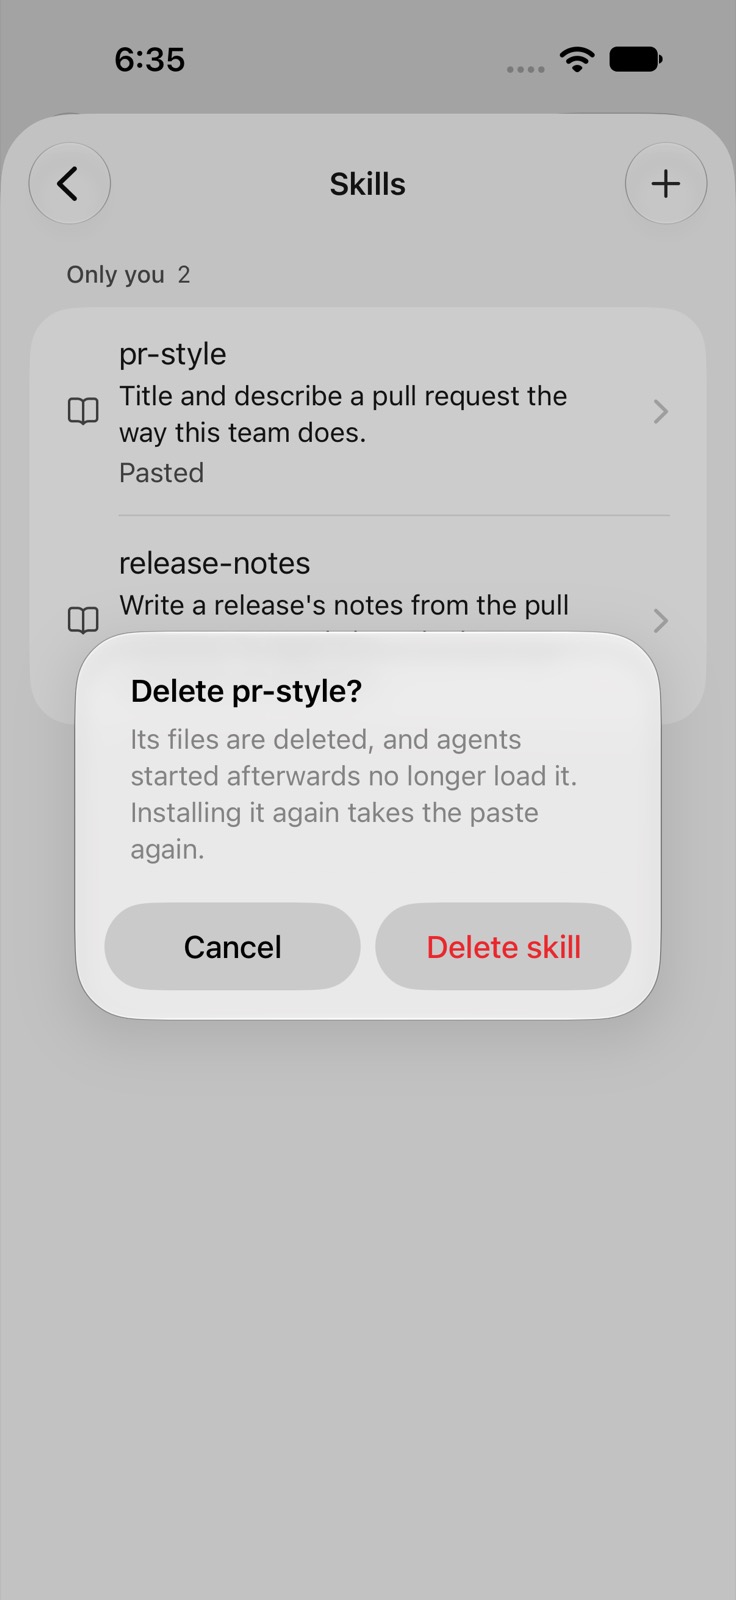 6:35
Skills
Only you 2
pr-style
Title and describe a pull request the
way this team does.
Pasted
release-notes
Write a release's notes from the pull
Delete pr-style?
Its files are deleted, and agents
started afterwards no longer load it.
Installing it again takes the paste
again.
Cancel
Delete skill